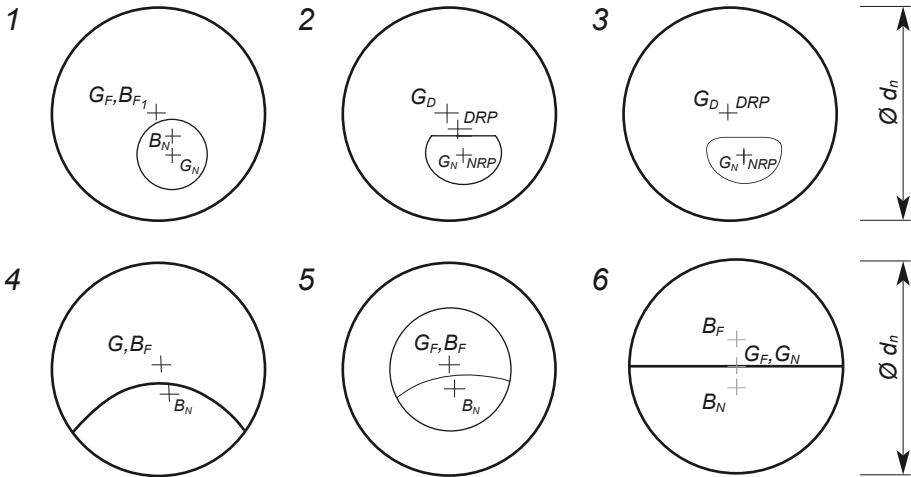 1
G_F,B_F1
B_N
G_N
2
G_D
DRP
G_N NRP
3
G_D DRP
G_N NRP
Ø d_n
4
G,B_F
B_N
5
G_F,B_F
B_N
6
B_F
G_F,G_N
B_N
Ø d_n